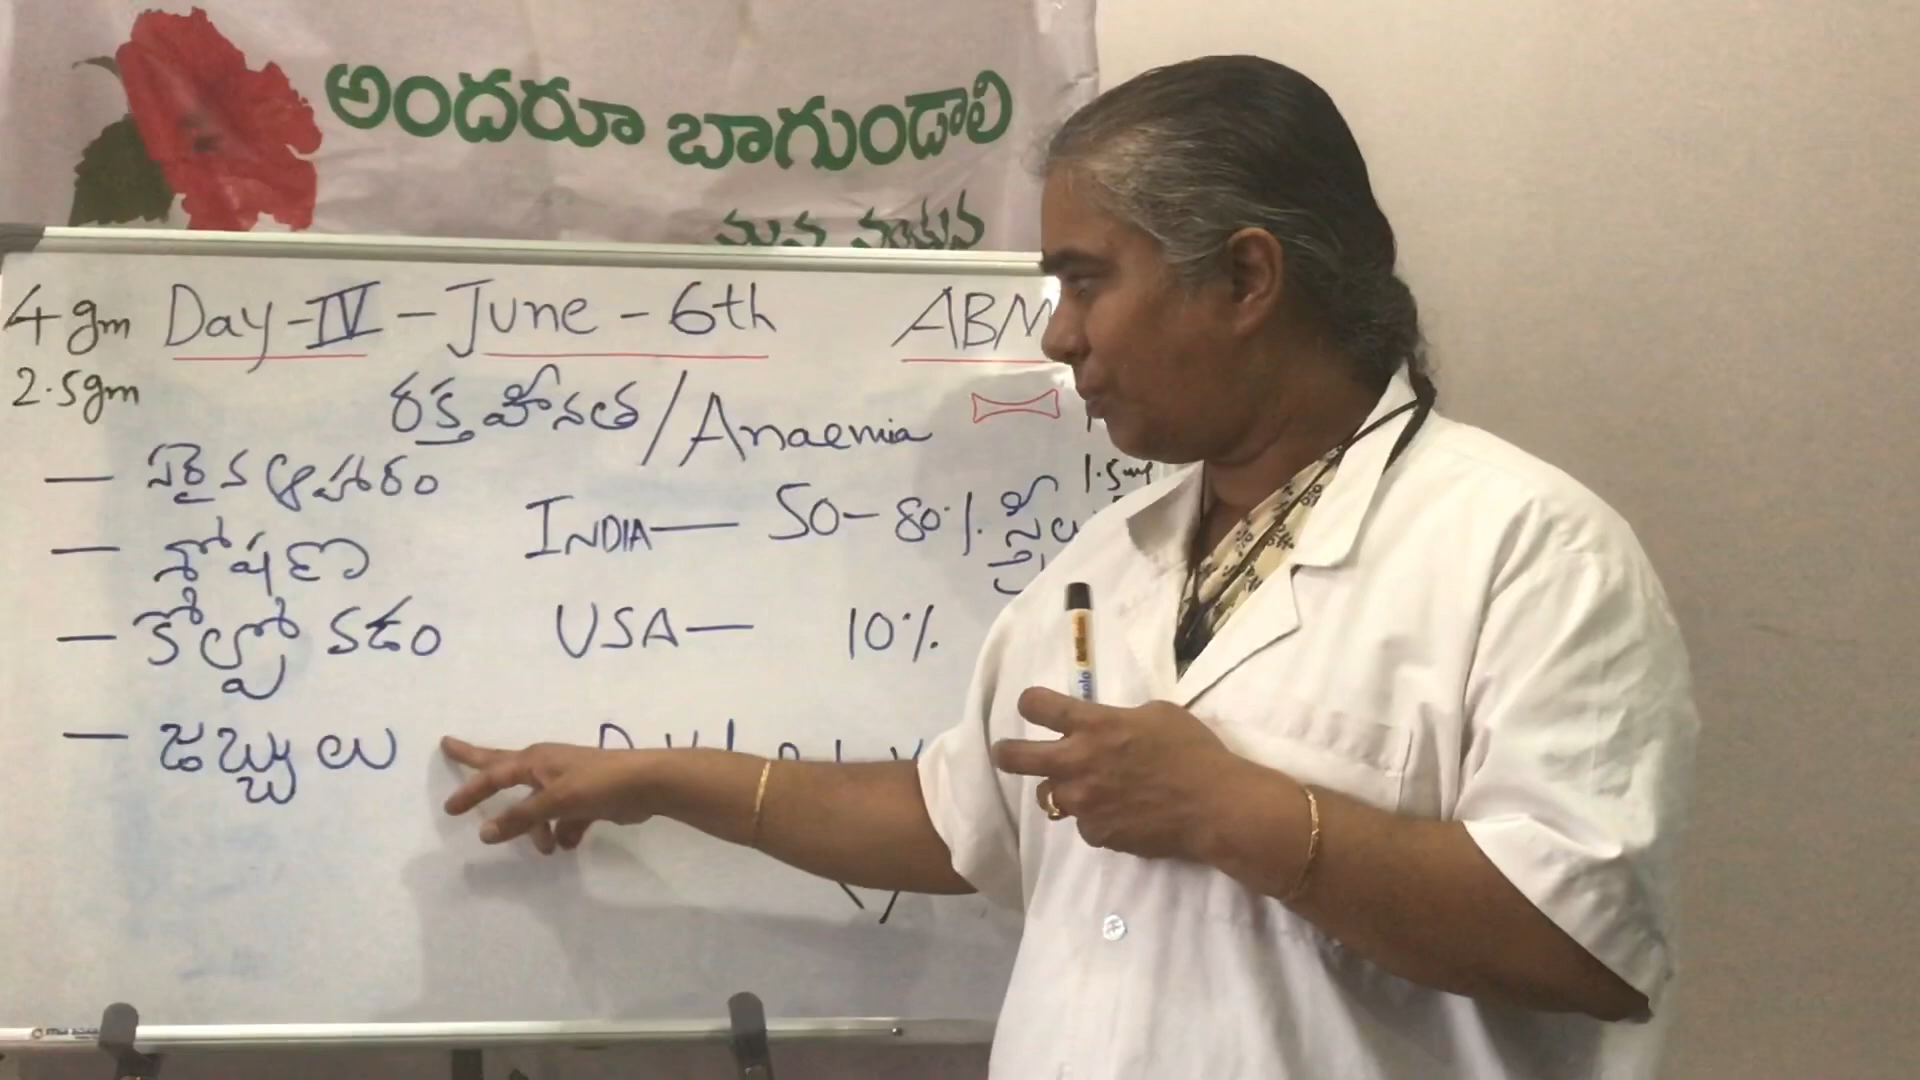 అందరూ బాగుండాలి
4 gm Day-IV - June - 6th ABM
2.5gm
రక్తహీనత / Anaemia
1.5mg
— సరైన ఆహారం
INDIA — 50-80%. స్త్రీల
— శోషణ
— కోల్పోవడం
USA — 10%.
— జబ్బులు